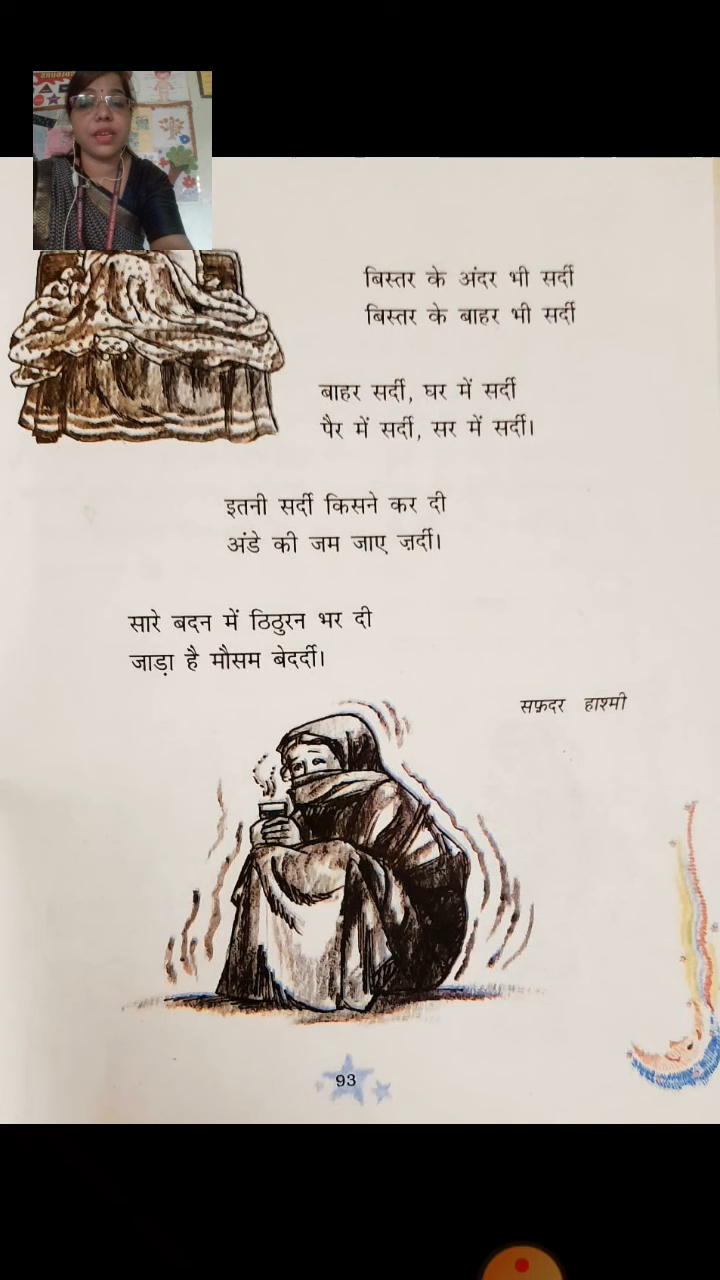 बिस्तर के अंदर भी सर्दी
बिस्तर के बाहर भी सर्दी
बाहर सर्दी, घर में सर्दी
पैर में सर्दी, सर में सर्दी।
इतनी सर्दी किसने कर दी
अंडे की जम जाए ज़र्दी।
सारे बदन में ठिठुरन भर दी
जाड़ा है मौसम बेदर्दी।
सफ़दर हाश्मी
93